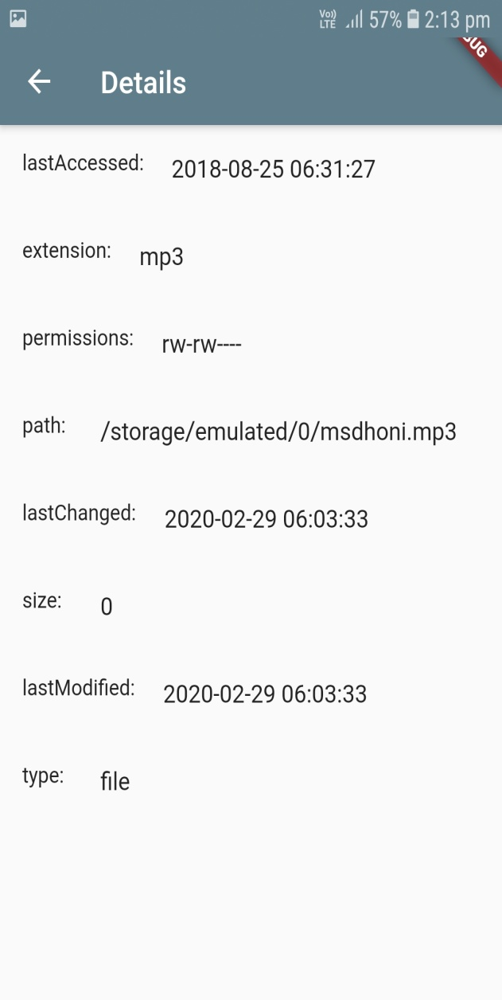 Vo)) LTE 57% 2:13 pm
Details
lastAccessed: 2018-08-25 06:31:27
extension: mp3
permissions: rw-rw----
path: /storage/emulated/0/msdhoni.mp3
lastChanged: 2020-02-29 06:03:33
size: 0
lastModified: 2020-02-29 06:03:33
type: file